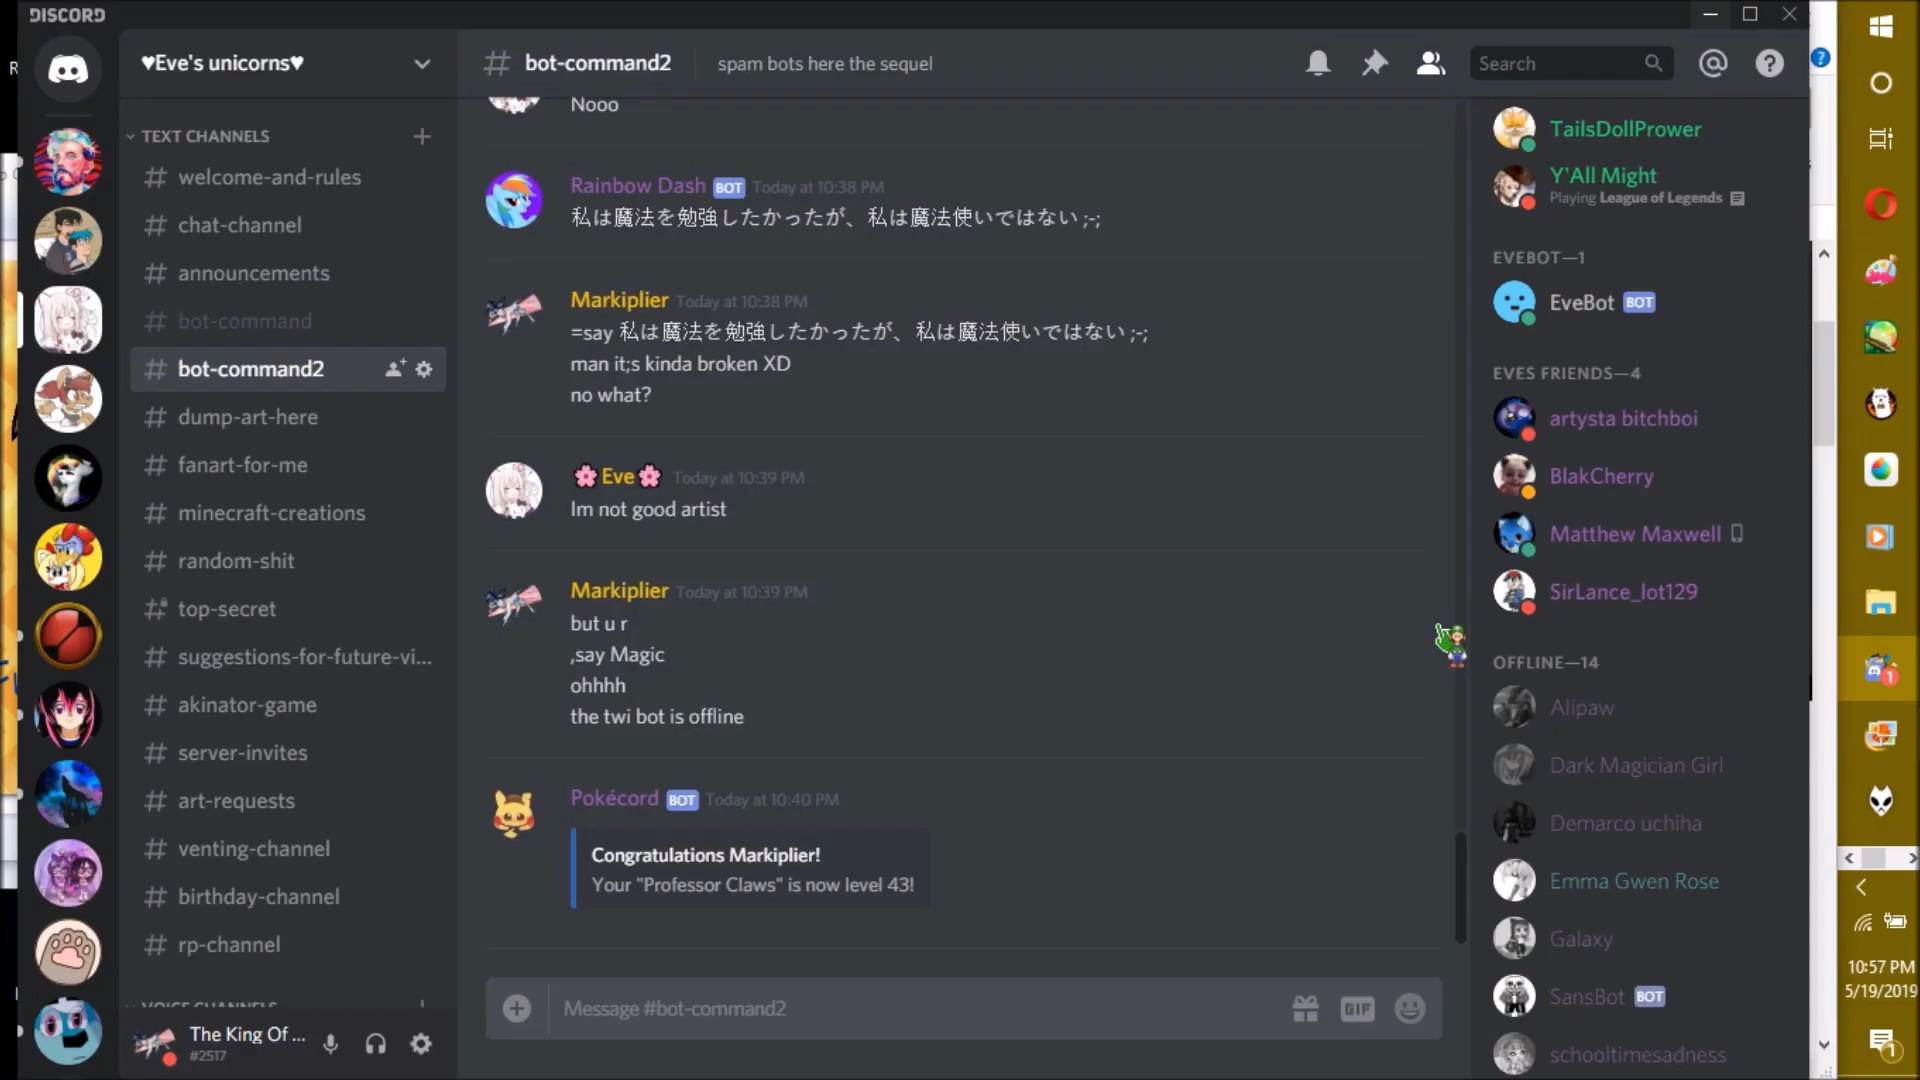 DISCORD
♥Eve's unicorns♥
TEXT CHANNELS
welcome-and-rules
chat-channel
announcements
bot-command
bot-command2
dump-art-here
fanart-for-me
minecraft-creations
random-shit
top-secret
suggestions-for-future-vi...
akinator-game
server-invites
art-requests
venting-channel
birthday-channel
rp-channel
VOICE CHANNELS
The King Of ...
#2517
bot-command2
spam bots here the sequel
Search
Nooo
Rainbow Dash BOT Today at 10:38 PM
私は魔法を勉強したかったが、私は魔法使いではない ;-;
Markiplier Today at 10:38 PM
=say 私は魔法を勉強したかったが、私は魔法使いではない ;-;
man it;s kinda broken XD
no what?
🌸Eve🌸 Today at 10:39 PM
Im not good artist
Markiplier Today at 10:39 PM
but u r
,say Magic
ohhhh
the twi bot is offline
Pokécord BOT Today at 10:40 PM
Congratulations Markiplier!
Your "Professor Claws" is now level 43!
Message #bot-command2
GIF
TailsDollPrower
Y'All Might
Playing League of Legends
EVEBOT—1
EveBot BOT
EVES FRIENDS—4
artysta bitchboi
BlakCherry
Matthew Maxwell
SirLance_lot129
OFFLINE—14
Alipaw
Dark Magician Girl
Demarco uchiha
Emma Gwen Rose
Galaxy
SansBot BOT
schooltimesadness
1
10:57 PM
5/19/2019
1